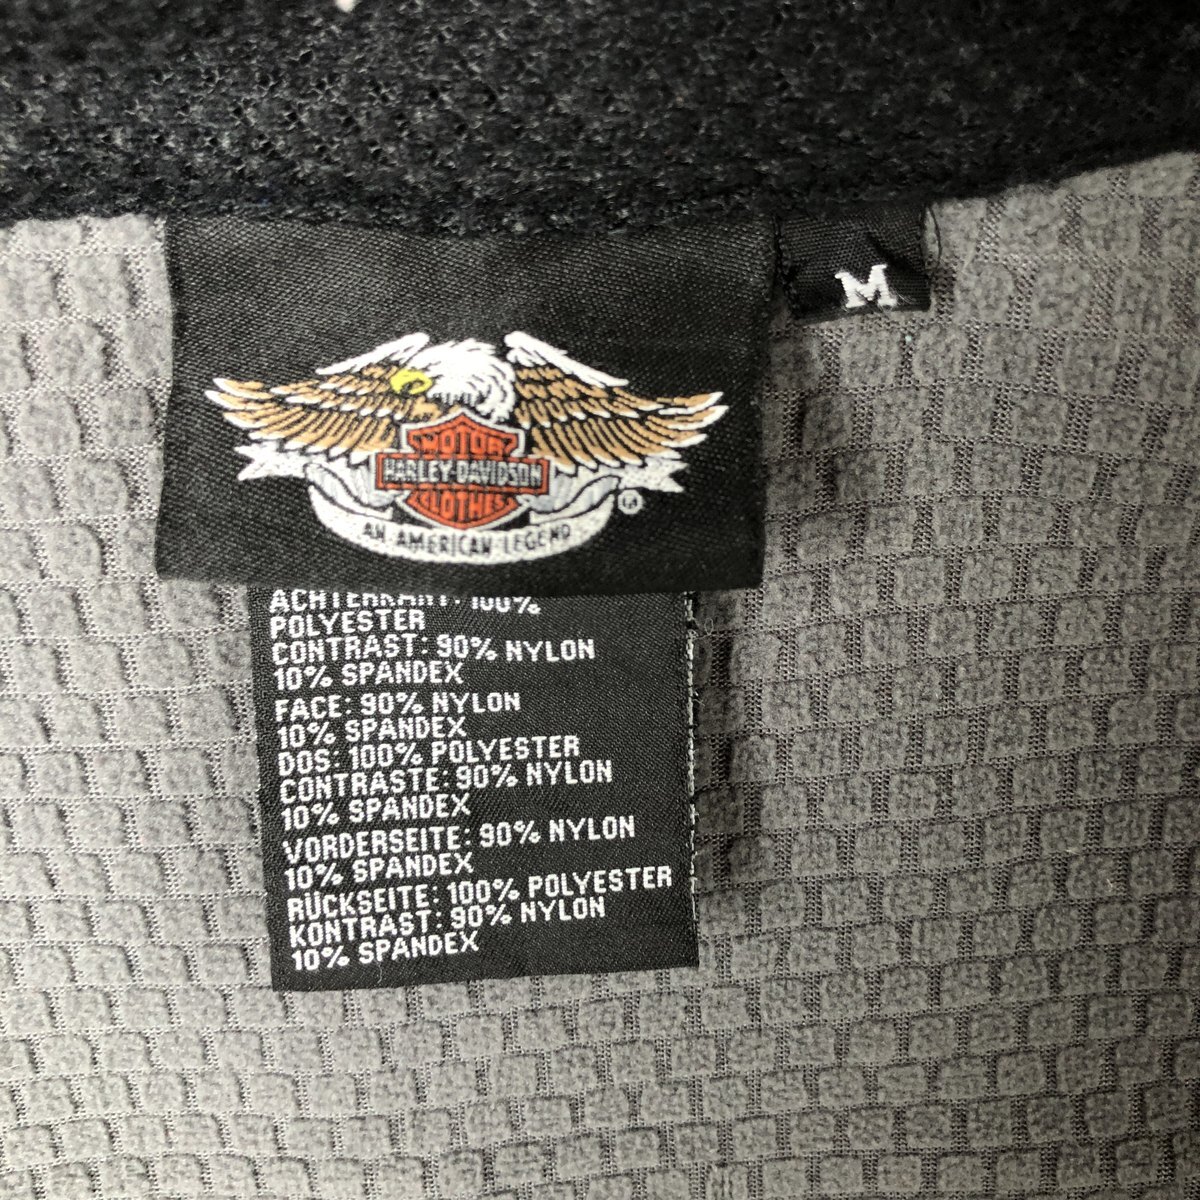 M
MOTOR
HARLEY-DAVIDSON
CLOTHES
AN AMERICAN LEGEND
®
ACHTERKANT: 100%
POLYESTER
CONTRAST: 90% NYLON
10% SPANDEX
FACE: 90% NYLON
10% SPANDEX
DOS: 100% POLYESTER
CONTRASTE: 90% NYLON
10% SPANDEX
VORDERSEITE: 90% NYLON
10% SPANDEX
RÜCKSEITE: 100% POLYESTER
KONTRAST: 90% NYLON
10% SPANDEX